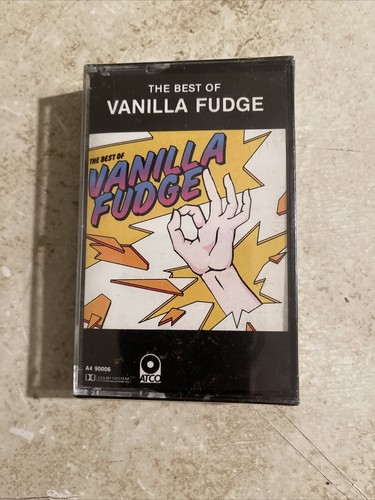 THE BEST OF
VANILLA FUDGE
THE BEST OF
VANILLA
FUDGE
A4 90006
DOLBY SYSTEM
ATCO